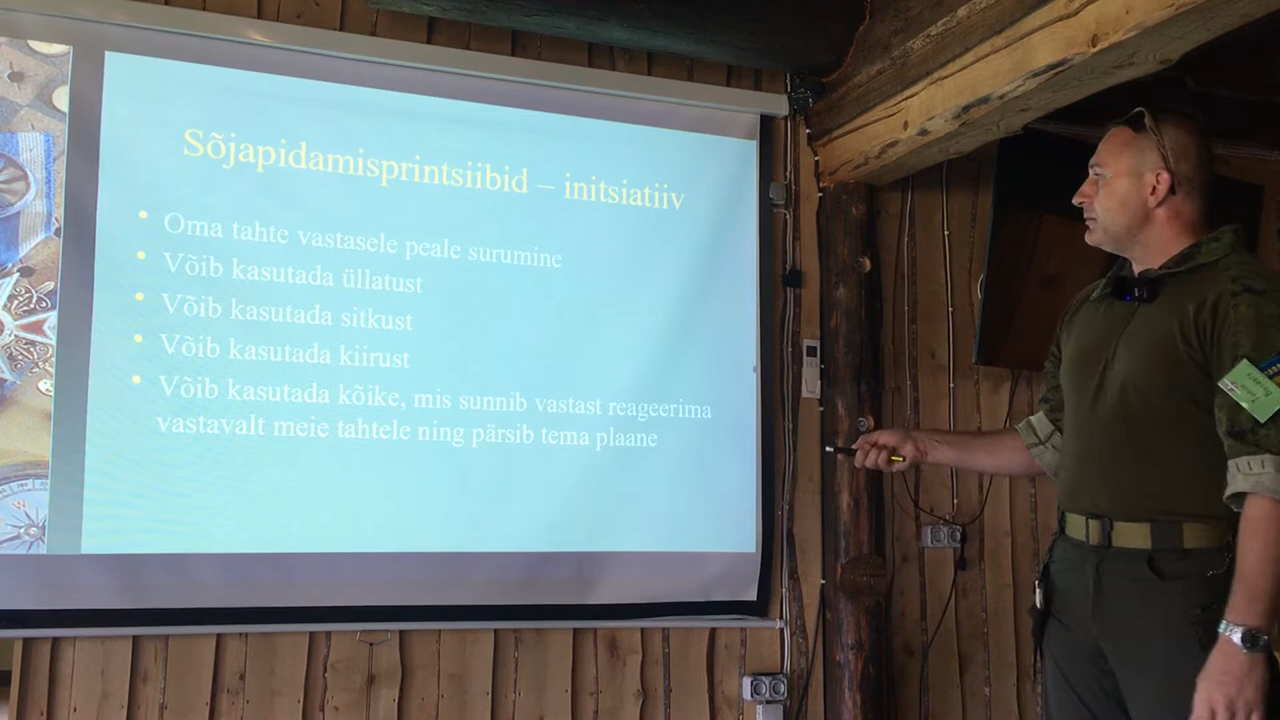 Sõjapidamisprintsiibid – initsiatiiv
• Oma tahte vastasele peale surumine
• Võib kasutada üllatust
• Võib kasutada sitkust
• Võib kasutada kiirust
• Võib kasutada kõike, mis sunnib vastast reageerima
vastavalt meie tahtele ning pärsib tema plaane